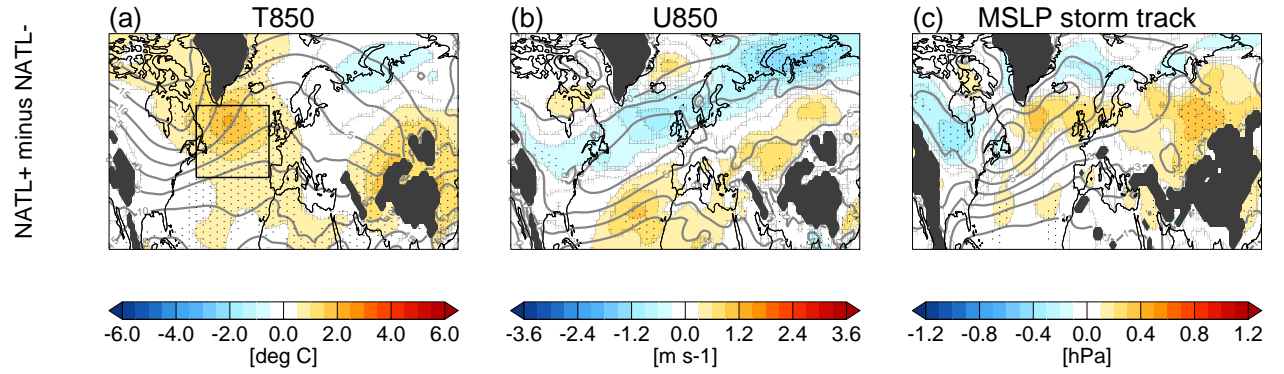 NATL+ minus NATL-
(a) T850
(b) U850
(c) MSLP storm track
-6.0 -4.0 -2.0 0.0 2.0 4.0 6.0
[deg C]
-3.6 -2.4 -1.2 0.0 1.2 2.4 3.6
[m s-1]
-1.2 -0.8 -0.4 0.0 0.4 0.8 1.2
[hPa]